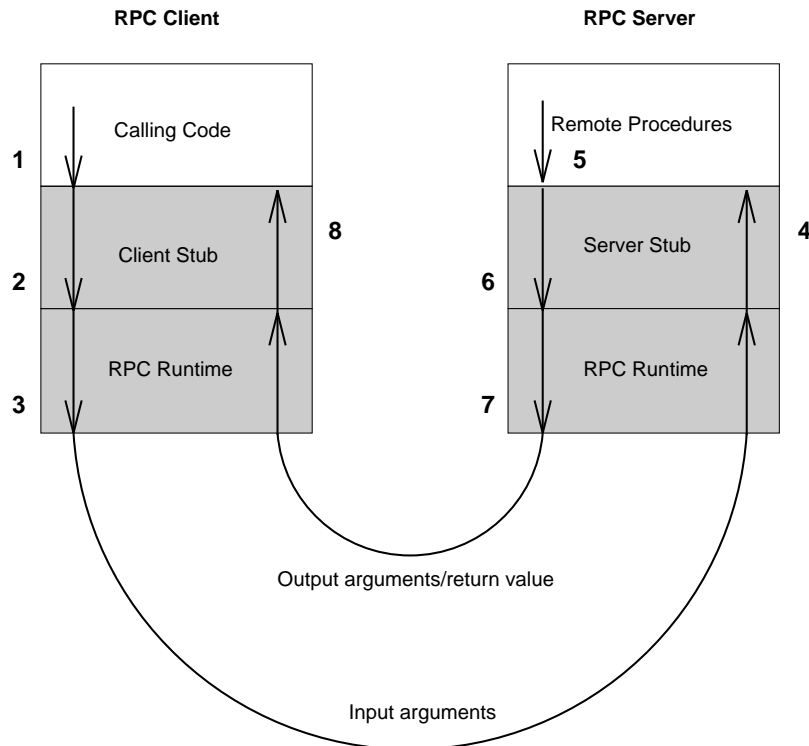 RPC Client
RPC Server
Calling Code
Remote Procedures
1
5
8
4
Client Stub
Server Stub
2
6
RPC Runtime
RPC Runtime
3
7
Output arguments/return value
Input arguments